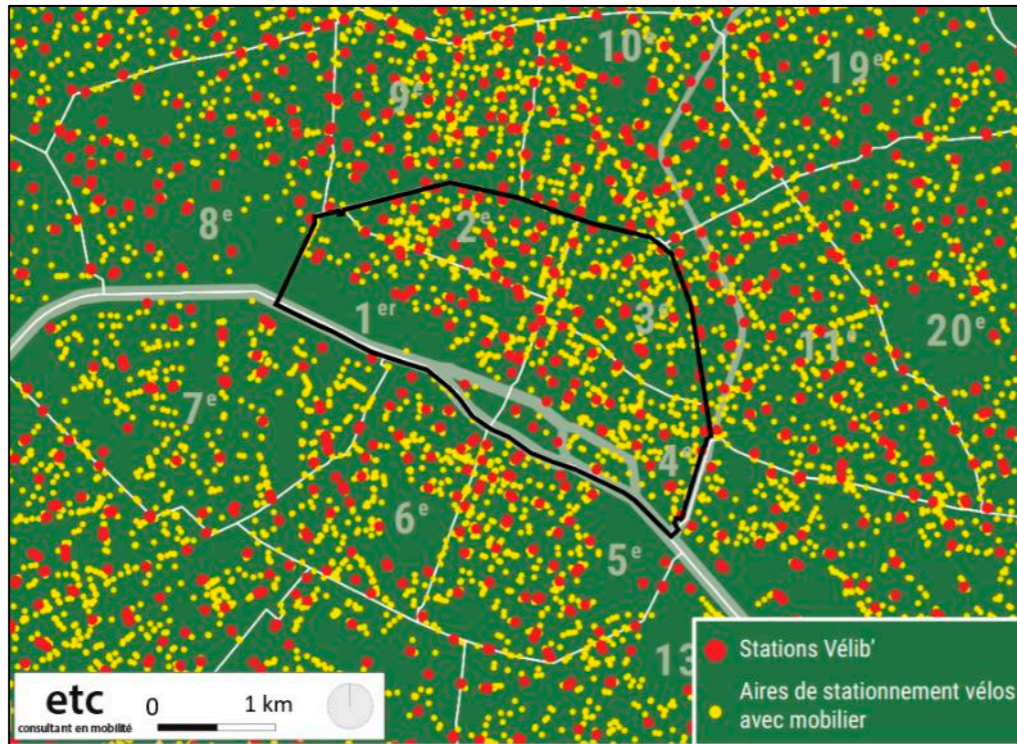 10e
19e
9e
8e
2e
1er
3e
11e
20e
7e
4e
6e
5e
13
etc
consultant en mobilité
0 1 km
Stations Vélib'
Aires de stationnement vélos
avec mobilier